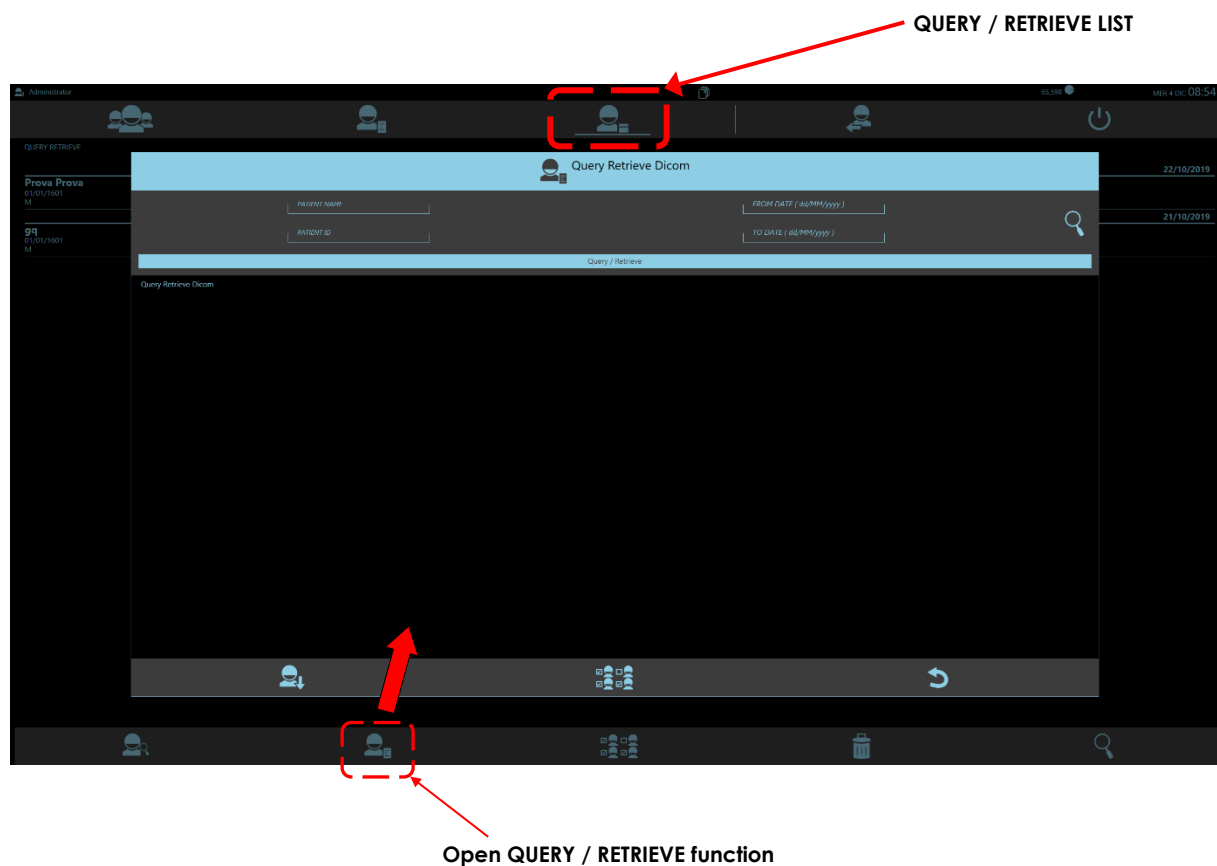 QUERY / RETRIEVE LIST
Administrator
65,598
MER 4 DIC 08:54
QUERY RETRIEVE
Query Retrieve Dicom
22/10/2019
Prova Prova
01/01/1601
M
PATIENT NAME
FROM DATE ( dd/MM/yyyy )
21/10/2019
gq
01/01/1601
M
PATIENT ID
TO DATE ( dd/MM/yyyy )
Query / Retrieve
Query Retrieve Dicom
Open QUERY / RETRIEVE function